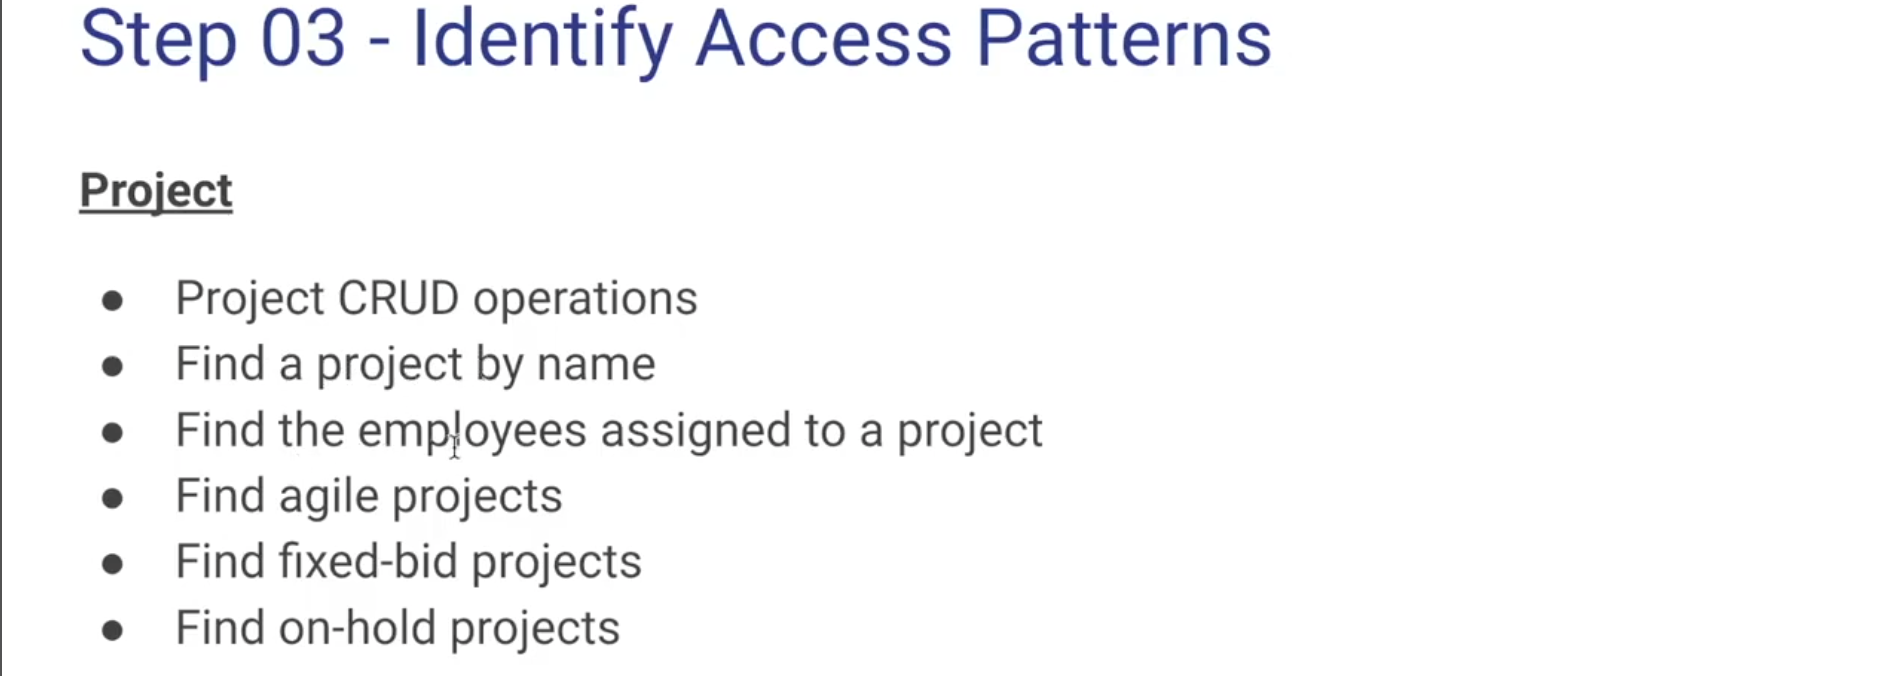 Step 03 - Identify Access Patterns
Project
● Project CRUD operations
● Find a project by name
● Find the employees assigned to a project
● Find agile projects
● Find fixed-bid projects
● Find on-hold projects